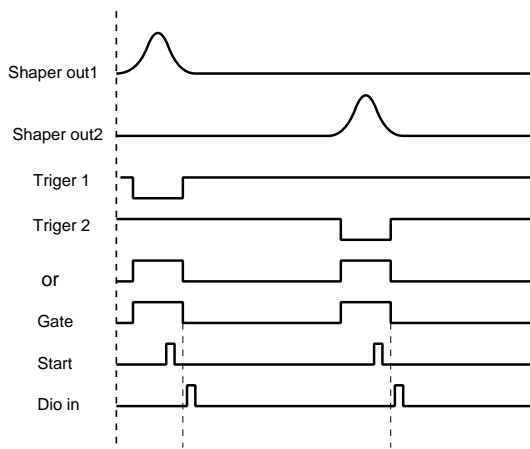 Shaper out1
Shaper out2
Triger 1
Triger 2
or
Gate
Start
Dio in